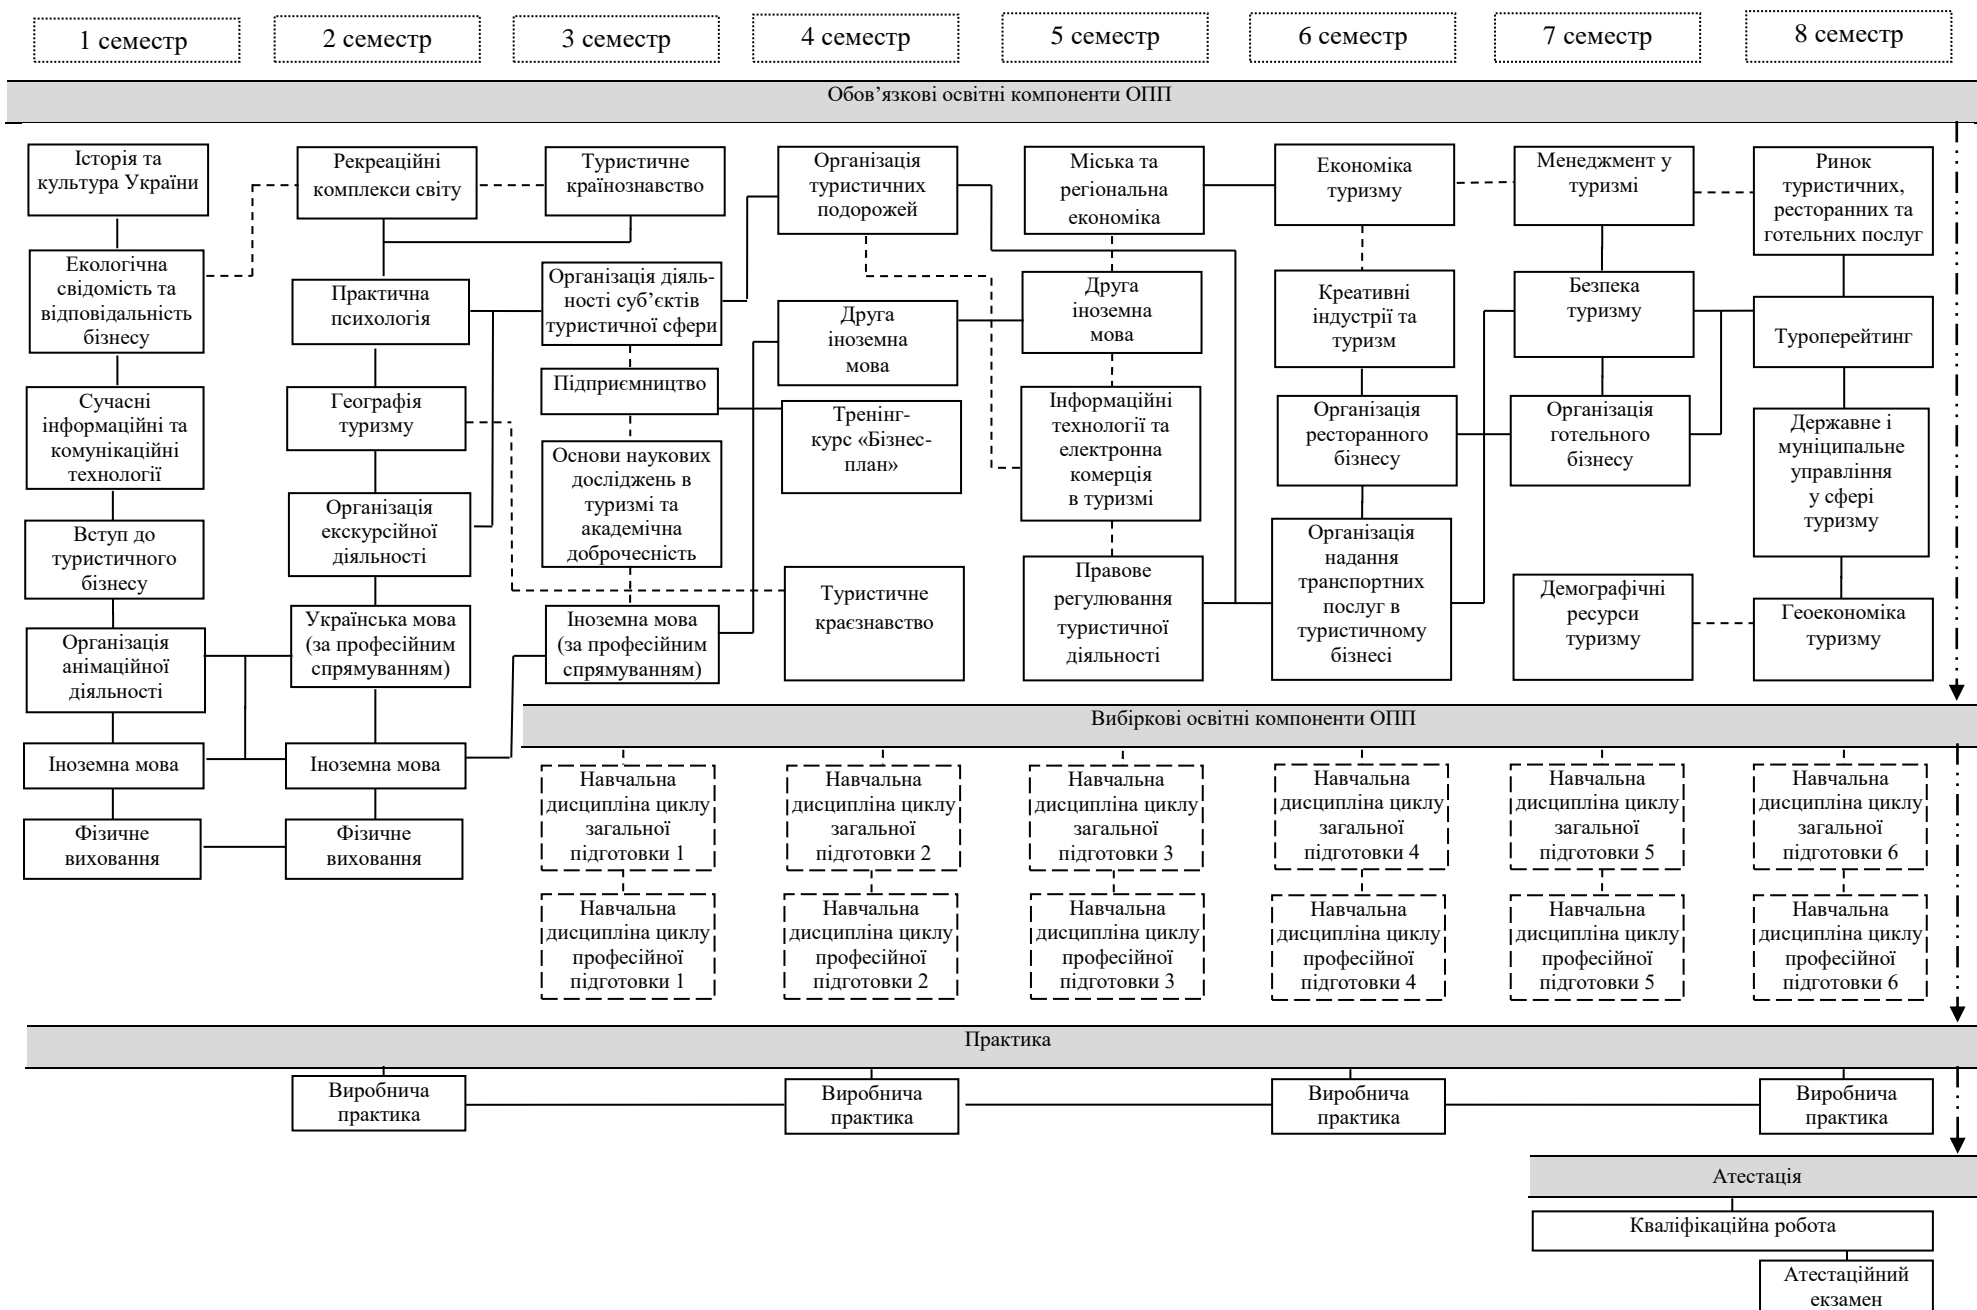 1 семестр
2 семестр
3 семестр
4 семестр
5 семестр
6 семестр
7 семестр
8 семестр
Обов’язкові освітні компоненти ОПП
Історія та
культура України
Екологічна
свідомість та
відповідальність
бізнесу
Сучасні
інформаційні та
комунікаційні
технології
Вступ до
туристичного
бізнесу
Організація
анімаційної
діяльності
Іноземна мова
Фізичне
виховання
Рекреаційні
комплекси світу
Практична
психологія
Географія
туризму
Організація
екскурсійної
діяльності
Українська мова
(за професійним
спрямуванням)
Іноземна мова
Фізичне
виховання
Туристичне
країнознавство
Організація діяль-
ності суб’єктів
туристичної сфери
Підприємництво
Основи наукових
досліджень в
туризмі та
академічна
доброчесність
Іноземна мова
(за професійним
спрямуванням)
Організація
туристичних
подорожей
Друга
іноземна
мова
Тренінг-
курс «Бізнес-
план»
Туристичне
краєзнавство
Міська та
регіональна
економіка
Друга
іноземна
мова
Інформаційні
технології та
електронна
комерція
в туризмі
Правове
регулювання
туристичної
діяльності
Економіка
туризму
Креативні
індустрії та
туризм
Організація
ресторанного
бізнесу
Організація
надання
транспортних
послуг в
туристичному
бізнесі
Менеджмент у
туризмі
Безпека
туризму
Організація
готельного
бізнесу
Демографічні
ресурси
туризму
Ринок
туристичних,
ресторанних та
готельних послуг
Туроперейтинг
Державне і
муніципальне
управління
у сфері
туризму
Геоекономіка
туризму
Вибіркові освітні компоненти ОПП
Навчальна
дисципліна циклу
загальної
підготовки 1
Навчальна
дисципліна циклу
загальної
підготовки 2
Навчальна
дисципліна циклу
загальної
підготовки 3
Навчальна
дисципліна циклу
загальної
підготовки 4
Навчальна
дисципліна циклу
загальної
підготовки 5
Навчальна
дисципліна циклу
загальної
підготовки 6
Навчальна
дисципліна циклу
професійної
підготовки 1
Навчальна
дисципліна циклу
професійної
підготовки 2
Навчальна
дисципліна циклу
професійної
підготовки 3
Навчальна
дисципліна циклу
професійної
підготовки 4
Навчальна
дисципліна циклу
професійної
підготовки 5
Навчальна
дисципліна циклу
професійної
підготовки 6
Практика
Виробнича
практика
Виробнича
практика
Виробнича
практика
Виробнича
практика
Атестація
Кваліфікаційна робота
Атестаційний
екзамен